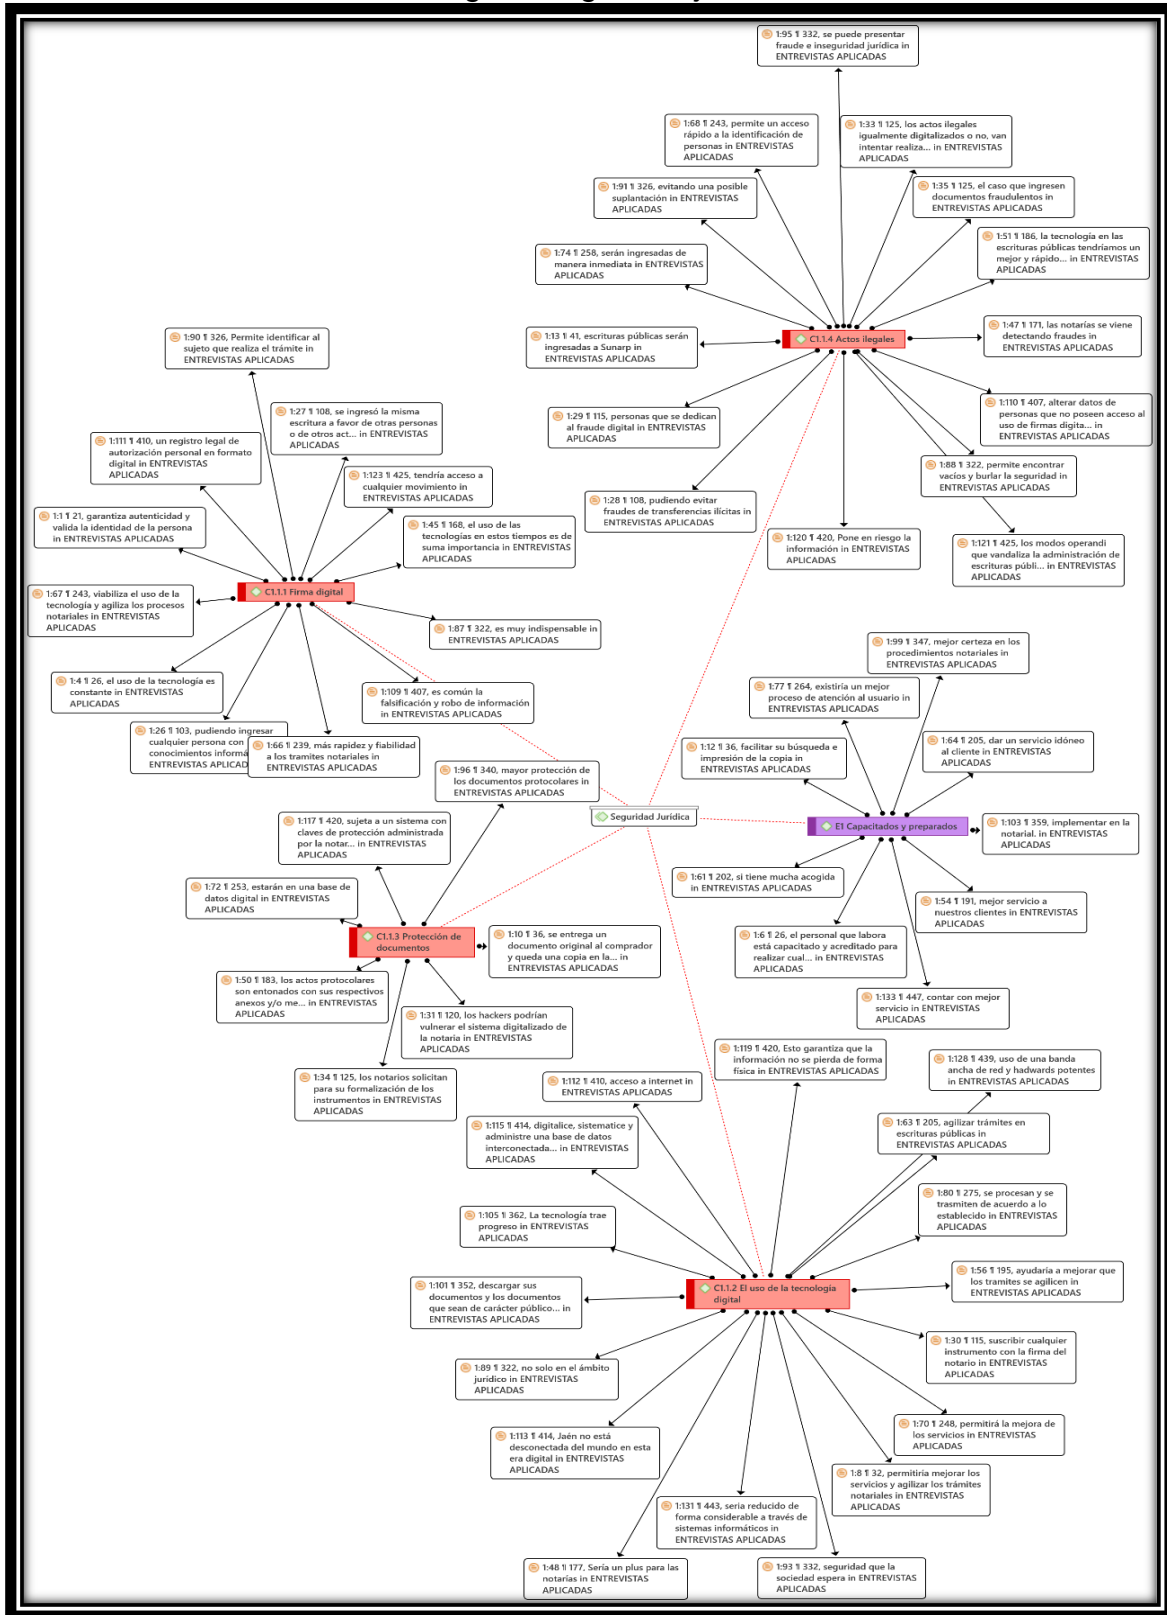 1:95 ¶ 332, se puede presentar
fraude e inseguridad jurídica in
ENTREVISTAS APLICADAS
1:68 ¶ 243, permite un acceso
rápido a la identificación de
personas in ENTREVISTAS
APLICADAS
1:33 ¶ 125, los actos ilegales
igualmente digitalizados o no, van
intentar realiza... in ENTREVISTAS
APLICADAS
1:91 ¶ 326, evitando una posible
suplantación in ENTREVISTAS
APLICADAS
1:35 ¶ 125, el caso que ingresen
documentos fraudulentos in
ENTREVISTAS APLICADAS
1:51 ¶ 186, la tecnología en las
escrituras públicas tendríamos un
mejor y rápido... in ENTREVISTAS
APLICADAS
1:74 ¶ 258, serán ingresadas de
manera inmediata in ENTREVISTAS
APLICADAS
1:13 ¶ 41, escrituras públicas serán
ingresadas a Sunarp in
ENTREVISTAS APLICADAS
C1.1.4 Actos ilegales
1:47 ¶ 171, las notarías se viene
detectando fraudes in
ENTREVISTAS APLICADAS
1:90 ¶ 326, Permite identificar al
sujeto que realiza el trámite in
ENTREVISTAS APLICADAS
1:29 ¶ 115, personas que se dedican
al fraude digital in ENTREVISTAS
APLICADAS
1:110 ¶ 407, alterar datos de
personas que no poseen acceso al
uso de firmas digita... in
ENTREVISTAS APLICADAS
1:27 ¶ 108, se ingresó la misma
escritura a favor de otras personas
o de otros act... in ENTREVISTAS
APLICADAS
1:111 ¶ 410, un registro legal de
autorización personal en formato
digital in ENTREVISTAS
APLICADAS
1:88 ¶ 322, permite encontrar
vacíos y burlar la seguridad in
ENTREVISTAS APLICADAS
1:123 ¶ 425, tendría acceso a
cualquier movimiento in
ENTREVISTAS APLICADAS
1:28 ¶ 108, pudiendo evitar
fraudes de transferencias ilícitas in
ENTREVISTAS APLICADAS
1:1 ¶ 21, garantiza autenticidad y
valida la identidad de la persona
in ENTREVISTAS APLICADAS
1:45 ¶ 168, el uso de las
tecnologías en estos tiempos es de
suma importancia in ENTREVISTAS
APLICADAS
1:120 ¶ 420, Pone en riesgo la
información in ENTREVISTAS
APLICADAS
1:121 ¶ 425, los modos operandi
que vandaliza la administración de
escrituras públi... in ENTREVISTAS
APLICADAS
C1.1.1 Firma digital
1:67 ¶ 243, viabiliza el uso de la
tecnología y agiliza los procesos
notariales in ENTREVISTAS
APLICADAS
1:87 ¶ 322, es muy indispensable in
ENTREVISTAS APLICADAS
1:99 ¶ 347, mejor certeza en los
procedimientos notariales in
ENTREVISTAS APLICADAS
1:4 ¶ 26, el uso de la tecnología es
constante in ENTREVISTAS
APLICADAS
1:109 ¶ 407, es común la
falsificación y robo de información
in ENTREVISTAS APLICADAS
1:77 ¶ 264, existiría un mejor
proceso de atención al usuario in
ENTREVISTAS APLICADAS
1:26 ¶ 103, pudiendo ingresar
cualquier persona con
conocimientos informá
ENTREVISTAS APLICAD
1:66 ¶ 239, más rapidez y fiabilidad
a los tramites notariales in
ENTREVISTAS APLICADAS
1:12 ¶ 36, facilitar su búsqueda e
impresión de la copia in
ENTREVISTAS APLICADAS
1:64 ¶ 205, dar un servicio idóneo
al cliente in ENTREVISTAS
APLICADAS
1:96 ¶ 340, mayor protección de
los documentos protocolares in
ENTREVISTAS APLICADAS
Seguridad Jurídica
E1 Capacitados y preparados
1:103 ¶ 359, implementar en la
notarial. in ENTREVISTAS
APLICADAS
1:117 ¶ 420, sujeta a un sistema con
claves de protección administrada
por la notar... in ENTREVISTAS
APLICADAS
1:61 ¶ 202, si tiene mucha acogida
in ENTREVISTAS APLICADAS
1:72 ¶ 253, estarán en una base de
datos digital in ENTREVISTAS
APLICADAS
1:54 ¶ 191, mejor servicio a
nuestros clientes in ENTREVISTAS
APLICADAS
C1.1.3 Protección de
documentos
1:10 ¶ 36, se entrega un
documento original al comprador
y queda una copia en la... in
ENTREVISTAS APLICADAS
1:6 ¶ 26, el personal que labora
está capacitado y acreditado para
realizar cual... in ENTREVISTAS
APLICADAS
1:50 ¶ 183, los actos protocolares
son entonados con sus respectivos
anexos y/o me... in ENTREVISTAS
APLICADAS
1:133 ¶ 447, contar con mejor
servicio in ENTREVISTAS
APLICADAS
1:31 ¶ 120, los hackers podrían
vulnerar el sistema digitalizado de
la notaria in ENTREVISTAS
APLICADAS
1:119 ¶ 420, Esto garantiza que la
información no se pierda de forma
física in ENTREVISTAS APLICADAS
1:128 ¶ 439, uso de una banda
ancha de red y hadwards potentes
in ENTREVISTAS APLICADAS
1:34 ¶ 125, los notarios solicitan
para su formalización de los
instrumentos in ENTREVISTAS
APLICADAS
1:112 ¶ 410, acceso a internet in
ENTREVISTAS APLICADAS
1:63 ¶ 205, agilizar trámites en
escrituras públicas in
ENTREVISTAS APLICADAS
1:115 ¶ 414, digitalice, sistematice y
administre una base de datos
interconectada... in ENTREVISTAS
APLICADAS
1:80 ¶ 275, se procesan y se
trasmiten de acuerdo a lo
establecido in ENTREVISTAS
APLICADAS
1:105 ¶ 362, La tecnología trae
progreso in ENTREVISTAS
APLICADAS
1:56 ¶ 195, ayudaría a mejorar que
los tramites se agilicen in
ENTREVISTAS APLICADAS
1:101 ¶ 352, descargar sus
documentos y los documentos
que sean de carácter público... in
ENTREVISTAS APLICADAS
C1.1.2 El uso de la tecnología
digital
1:30 ¶ 115, suscribir cualquier
instrumento con la firma del
notario in ENTREVISTAS
APLICADAS
1:89 ¶ 322, no solo en el ámbito
jurídico in ENTREVISTAS
APLICADAS
1:70 ¶ 248, permitirá la mejora de
los servicios in ENTREVISTAS
APLICADAS
1:113 ¶ 414, Jaén no está
desconectada del mundo en esta
era digital in ENTREVISTAS
APLICADAS
1:8 ¶ 32, permitiría mejorar los
servicios y agilizar los trámites
notariales in ENTREVISTAS
APLICADAS
1:131 ¶ 443, seria reducido de
forma considerable a través de
sistemas informáticos in
ENTREVISTAS APLICADAS
1:48 ¶ 177, Sería un plus para las
notarías in ENTREVISTAS
APLICADAS
1:93 ¶ 332, seguridad que la
sociedad espera in ENTREVISTAS
APLICADAS